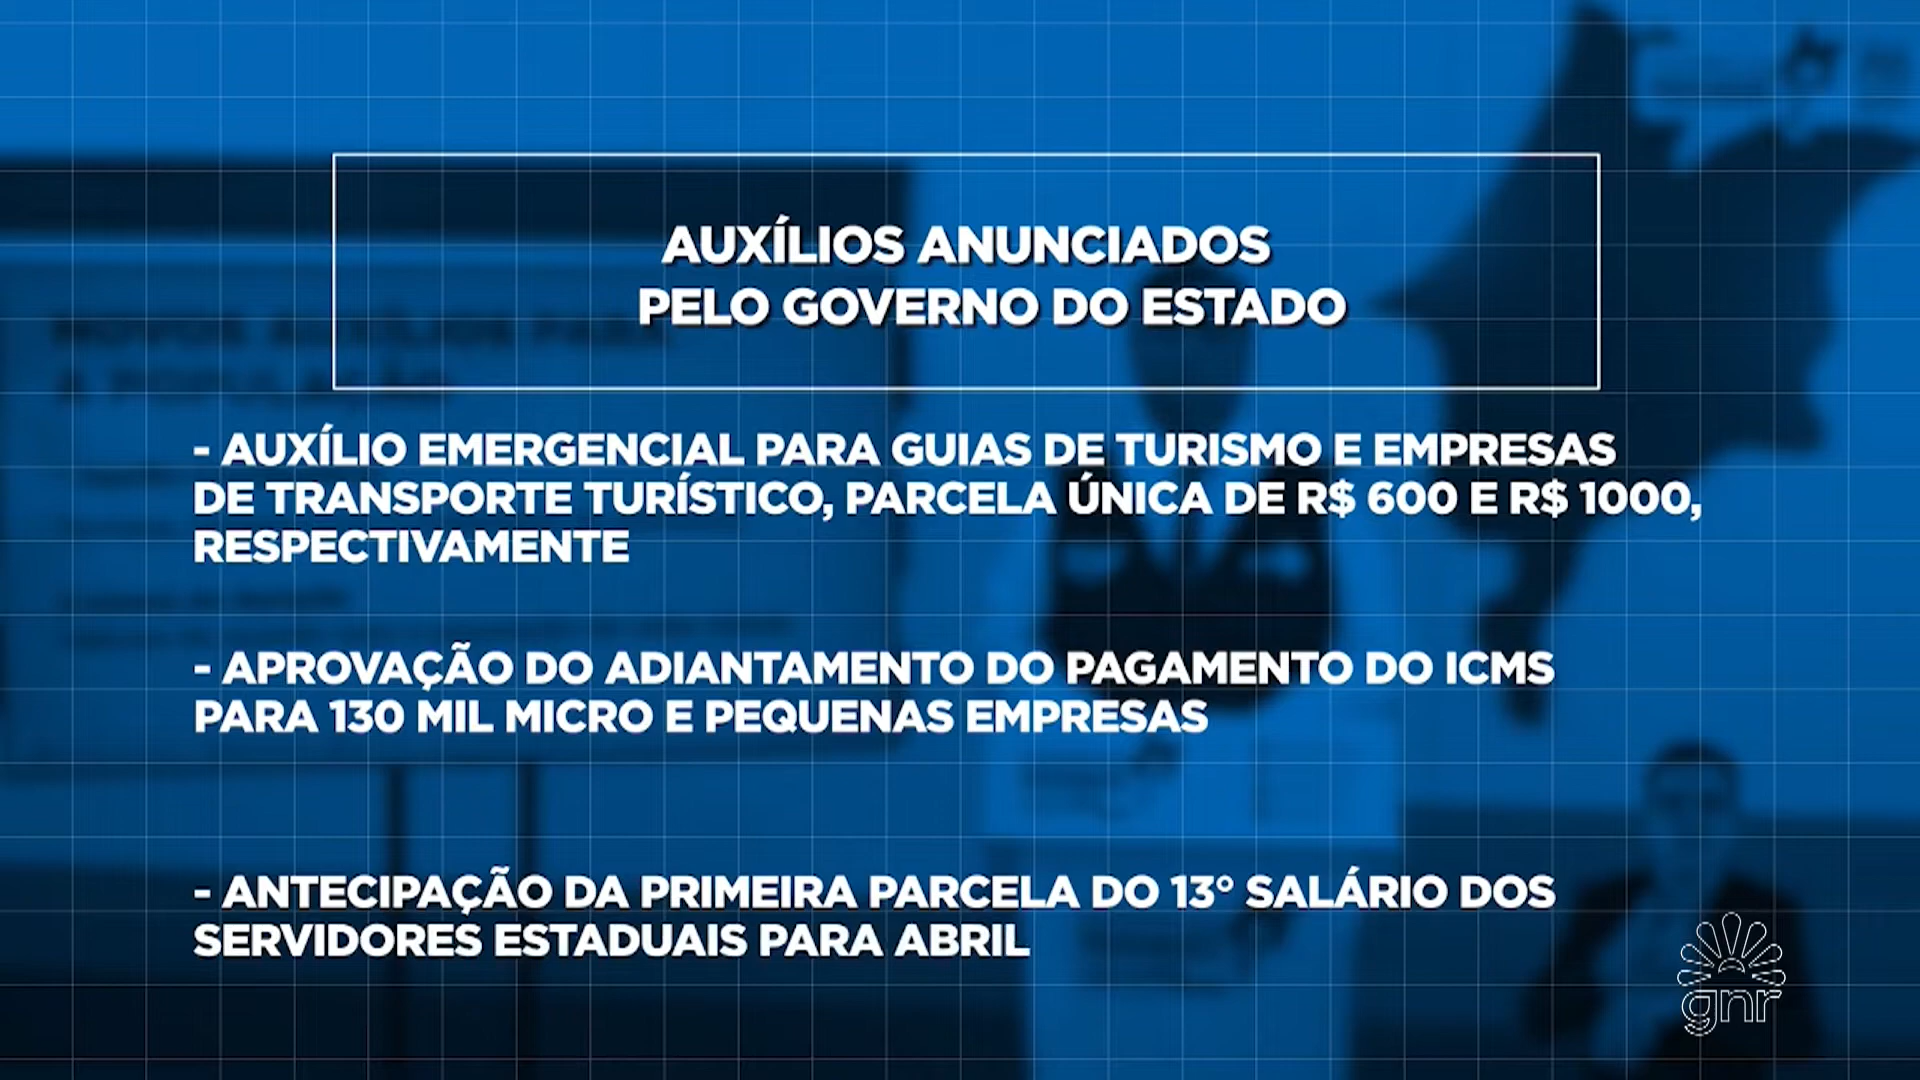 AUXÍLIOS ANUNCIADOS
PELO GOVERNO DO ESTADO
- AUXÍLIO EMERGENCIAL PARA GUIAS DE TURISMO E EMPRESAS
DE TRANSPORTE TURÍSTICO, PARCELA ÚNICA DE R$ 600 E R$ 1000,
RESPECTIVAMENTE
- APROVAÇÃO DO ADIANTAMENTO DO PAGAMENTO DO ICMS
PARA 130 MIL MICRO E PEQUENAS EMPRESAS
- ANTECIPAÇÃO DA PRIMEIRA PARCELA DO 13º SALÁRIO DOS
SERVIDORES ESTADUAIS PARA ABRIL
gnr